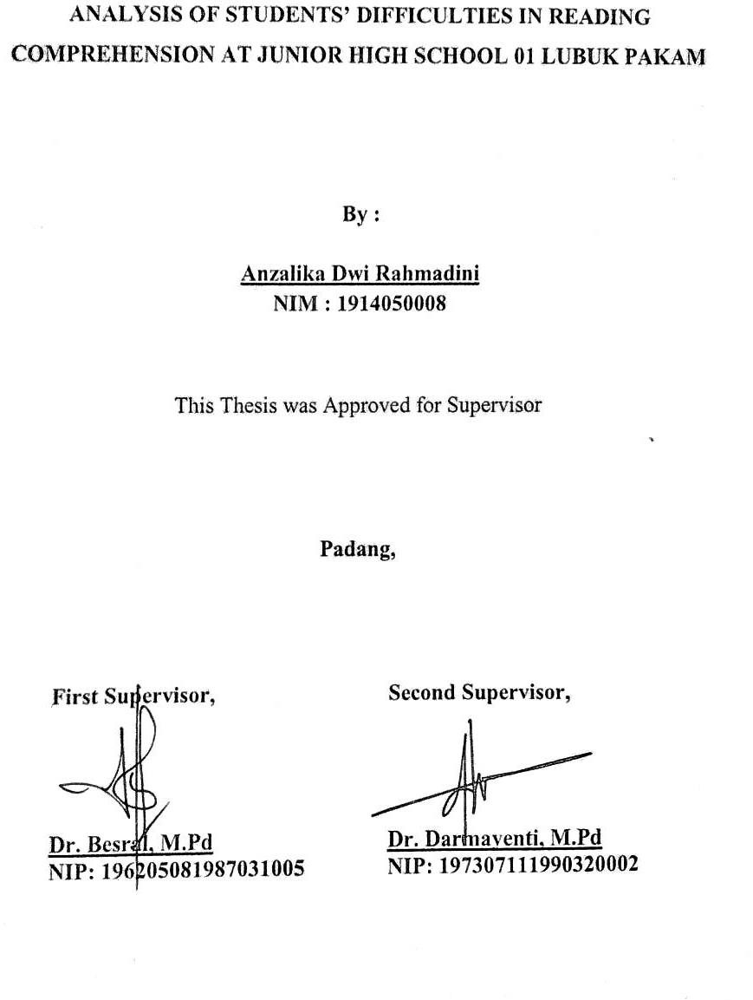 ANALYSIS OF STUDENTS' DIFFICULTIES IN READING
COMPREHENSION AT JUNIOR HIGH SCHOOL 01 LUBUK PAKAM
By :
Anzalika Dwi Rahmadini
NIM : 1914050008
This Thesis was Approved for Supervisor
Padang,
First Supervisor,
Second Supervisor,
Dr. Besral, M.Pd
NIP: 196205081987031005
Dr. Darmaventi, M.Pd
NIP: 197307111990320002